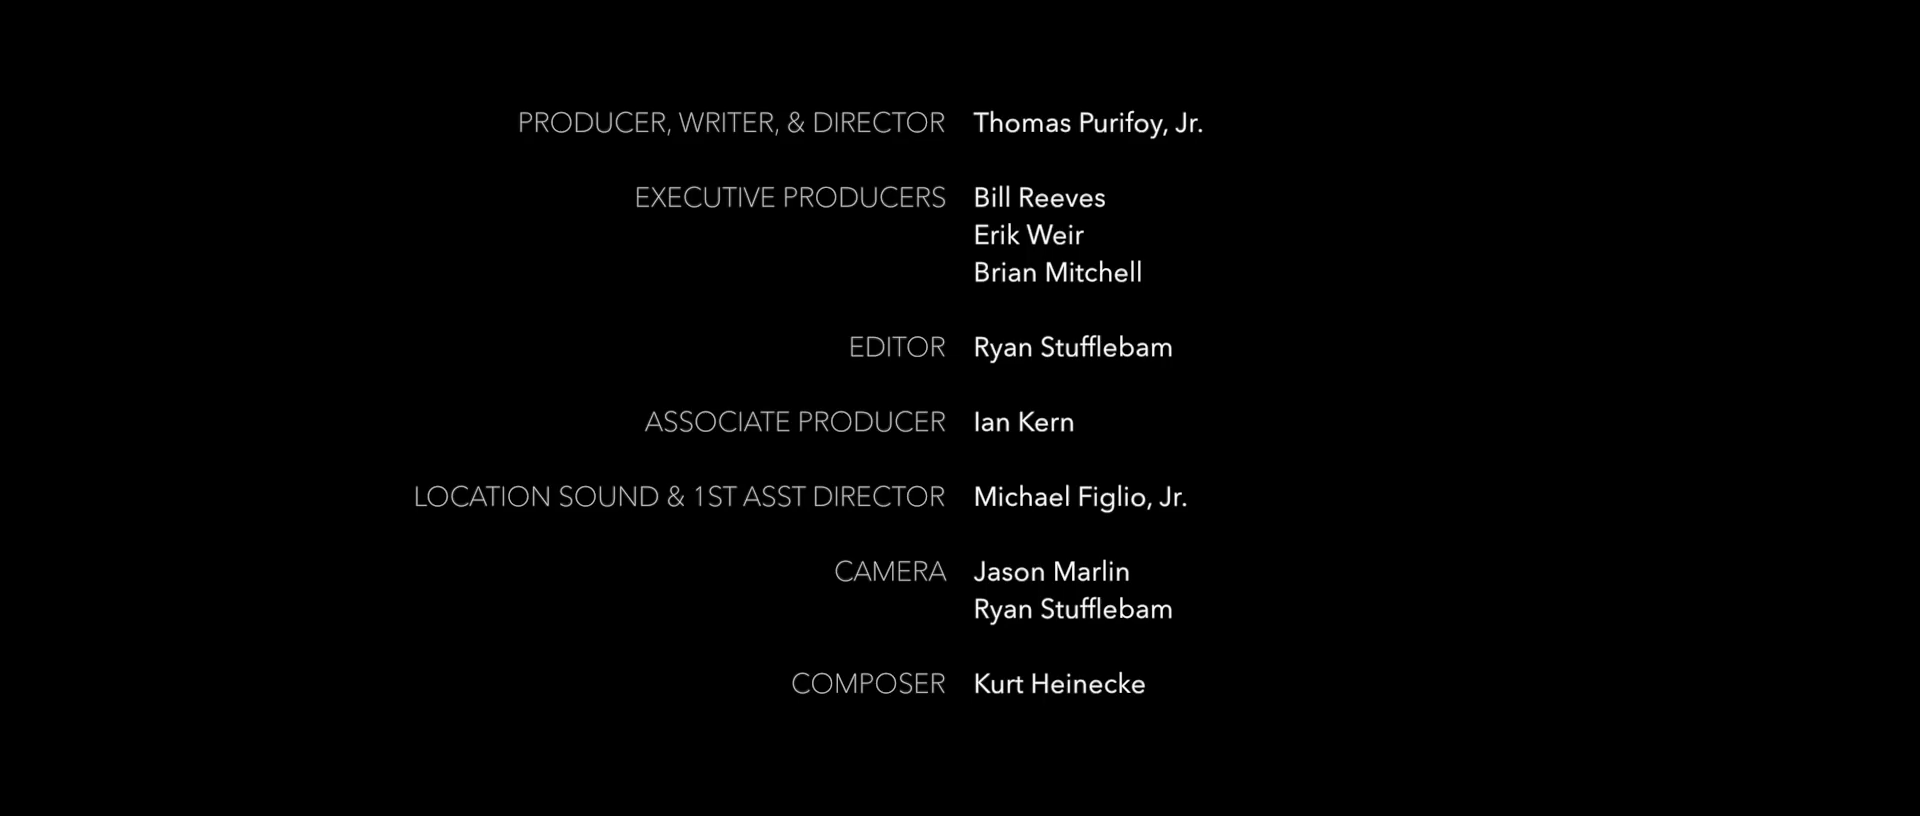 PRODUCER, WRITER, & DIRECTOR Thomas Purifoy, Jr.
EXECUTIVE PRODUCERS Bill Reeves
Erik Weir
Brian Mitchell
EDITOR Ryan Stufflebam
ASSOCIATE PRODUCER Ian Kern
LOCATION SOUND & 1ST ASST DIRECTOR Michael Figlio, Jr.
CAMERA Jason Marlin
Ryan Stufflebam
COMPOSER Kurt Heinecke